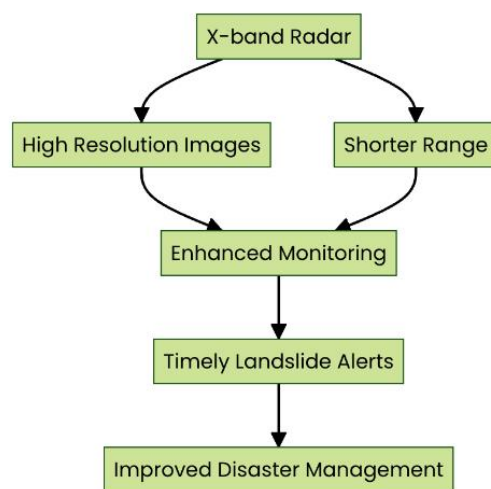 X-band Radar
High Resolution Images
Shorter Range
Enhanced Monitoring
Timely Landslide Alerts
Improved Disaster Management